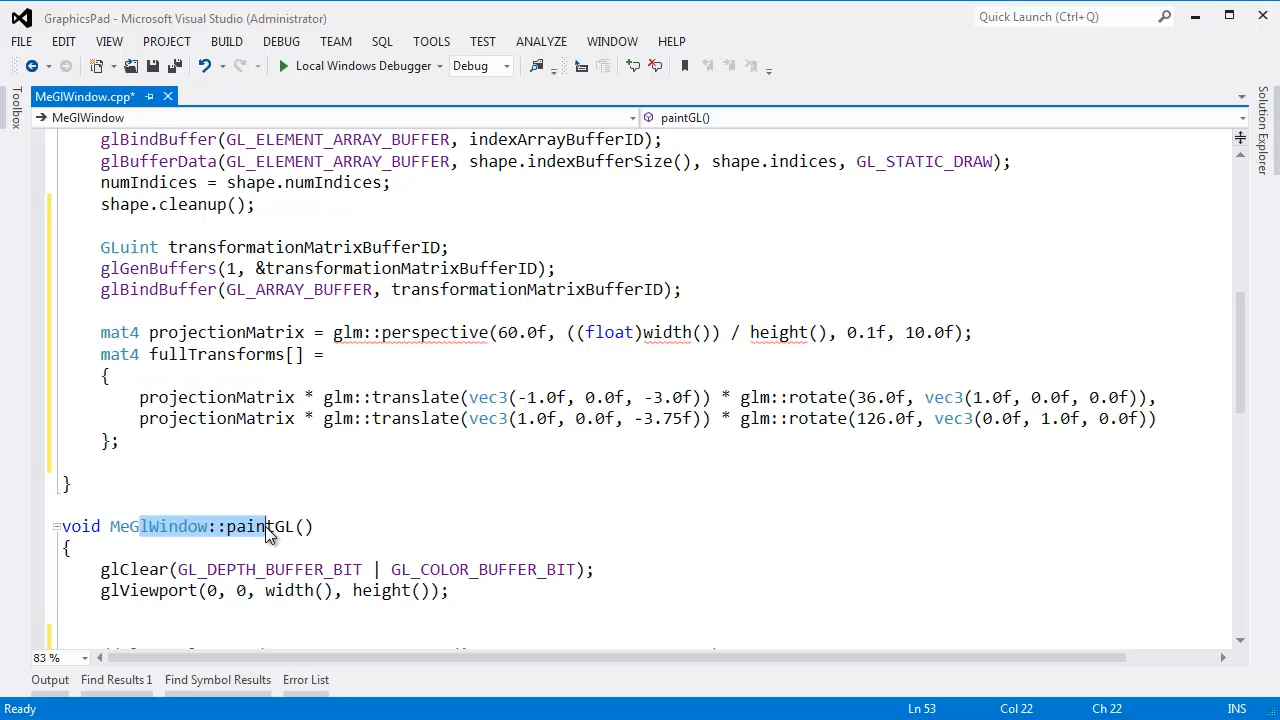 GraphicsPad - Microsoft Visual Studio (Administrator)
Quick Launch (Ctrl+Q)
FILE EDIT VIEW PROJECT BUILD DEBUG TEAM SQL TOOLS TEST ANALYZE WINDOW HELP
Local Windows Debugger Debug
MeGlWindow.cpp*
MeGlWindow paintGL()
Toolbox
Solution Explorer
glBindBuffer(GL_ELEMENT_ARRAY_BUFFER, indexArrayBufferID);
glBufferData(GL_ELEMENT_ARRAY_BUFFER, shape.indexBufferSize(), shape.indices, GL_STATIC_DRAW);
numIndices = shape.numIndices;
shape.cleanup();
GLuint transformationMatrixBufferID;
glGenBuffers(1, &transformationMatrixBufferID);
glBindBuffer(GL_ARRAY_BUFFER, transformationMatrixBufferID);
mat4 projectionMatrix = glm::perspective(60.0f, ((float)width()) / height(), 0.1f, 10.0f);
mat4 fullTransforms[] =
{
projectionMatrix * glm::translate(vec3(-1.0f, 0.0f, -3.0f)) * glm::rotate(36.0f, vec3(1.0f, 0.0f, 0.0f)),
projectionMatrix * glm::translate(vec3(1.0f, 0.0f, -3.75f)) * glm::rotate(126.0f, vec3(0.0f, 1.0f, 0.0f))
};
}
void MeGlWindow::paintGL()
{
glClear(GL_DEPTH_BUFFER_BIT | GL_COLOR_BUFFER_BIT);
glViewport(0, 0, width(), height());
83 %
Output Find Results 1 Find Symbol Results Error List
Ready Ln 53 Col 22 Ch 22 INS